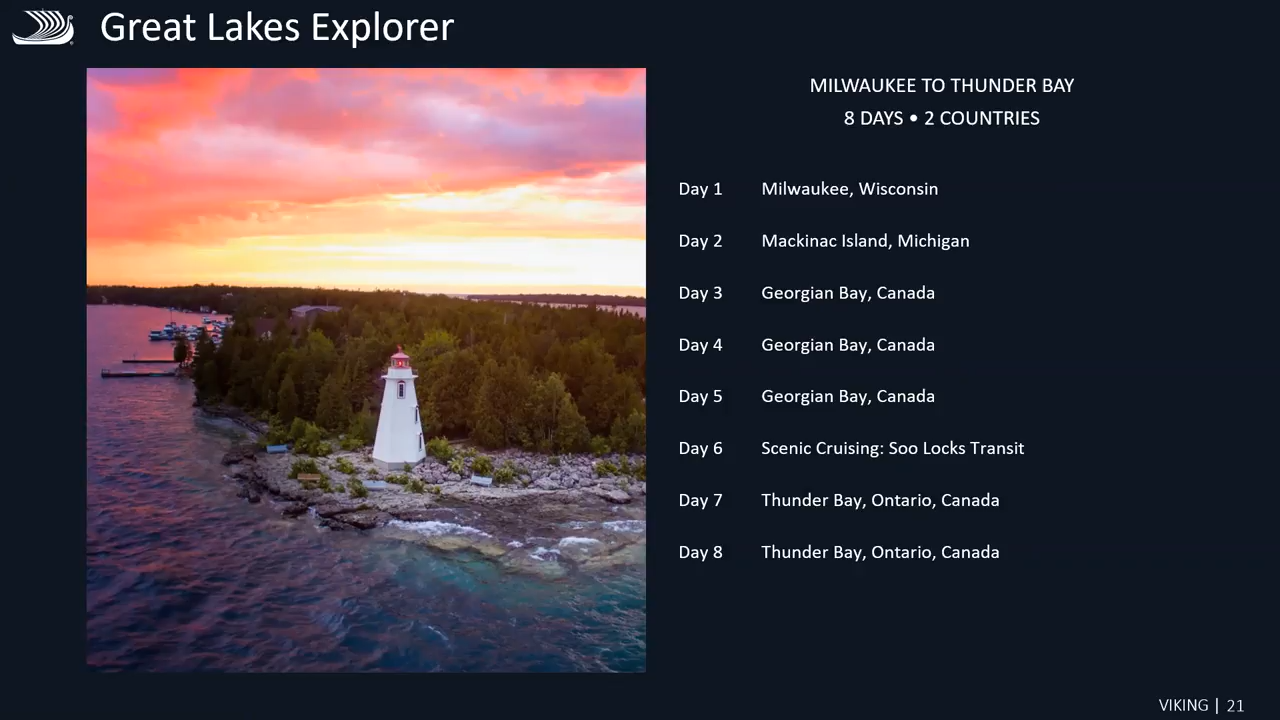 Great Lakes Explorer
MILWAUKEE TO THUNDER BAY
8 DAYS • 2 COUNTRIES
Day 1 Milwaukee, Wisconsin
Day 2 Mackinac Island, Michigan
Day 3 Georgian Bay, Canada
Day 4 Georgian Bay, Canada
Day 5 Georgian Bay, Canada
Day 6 Scenic Cruising: Soo Locks Transit
Day 7 Thunder Bay, Ontario, Canada
Day 8 Thunder Bay, Ontario, Canada
VIKING | 21